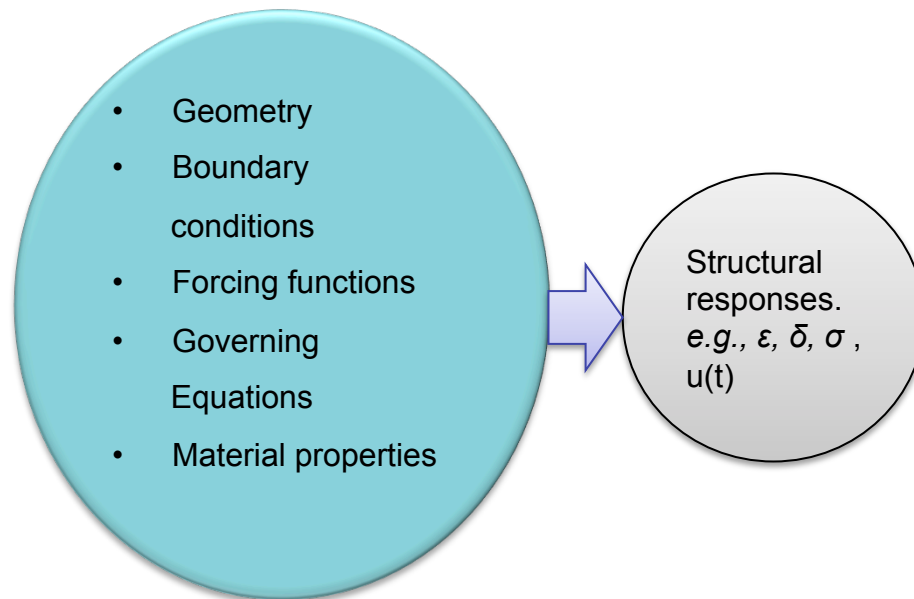 • Geometry
• Boundary
conditions
• Forcing functions
• Governing
Equations
• Material properties
Structural
responses.
e.g., ε, δ, σ ,
u(t)